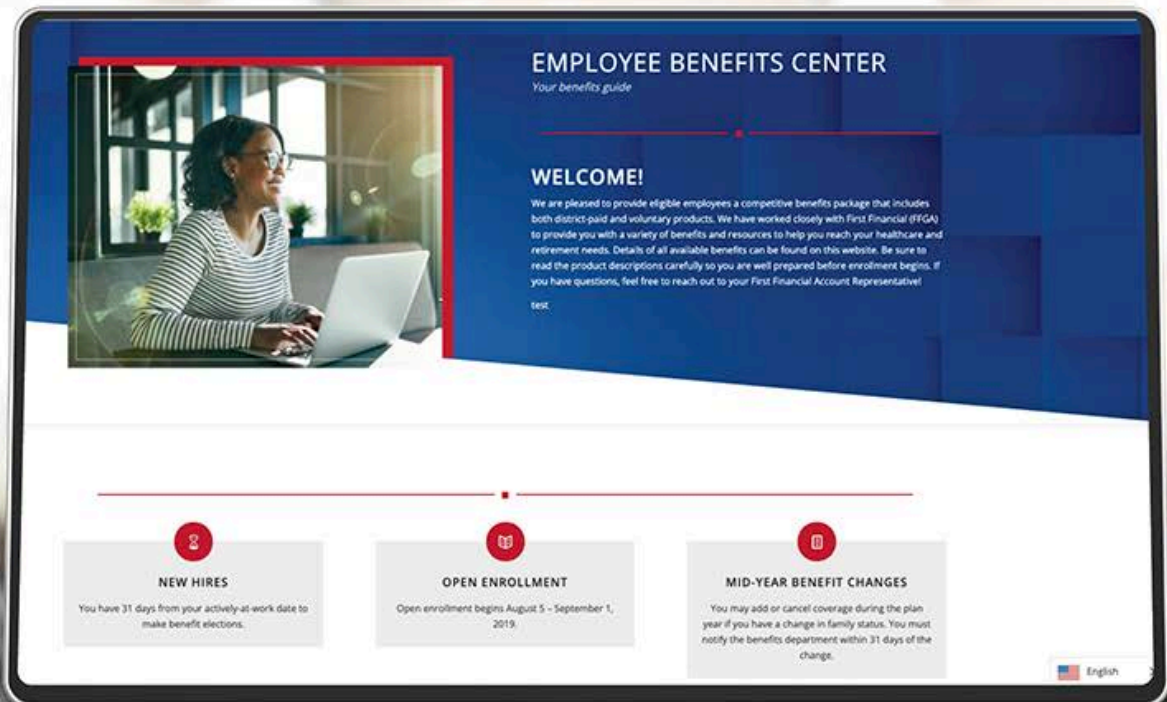 EMPLOYEE BENEFITS CENTER
Your benefits guide
WELCOME!
We are pleased to provide eligible employees a competitive benefits package that includes
both district-paid and voluntary products. We have worked closely with First Financial (FFGA)
to provide you with a variety of benefits and resources to help you reach your healthcare and
retirement needs. Details of all available benefits can be found on this website. Be sure to
read the product descriptions carefully so you are well prepared before enrollment begins. If
you have questions, feel free to reach out to your First Financial Account Representative!
test
NEW HIRES
You have 31 days from your actively-at-work date to
make benefit elections.
OPEN ENROLLMENT
Open enrollment begins August 5 – September 1,
2019.
MID-YEAR BENEFIT CHANGES
You may add or cancel coverage during the plan
year if you have a change in family status. You must
notify the benefits department within 31 days of the
change.
English